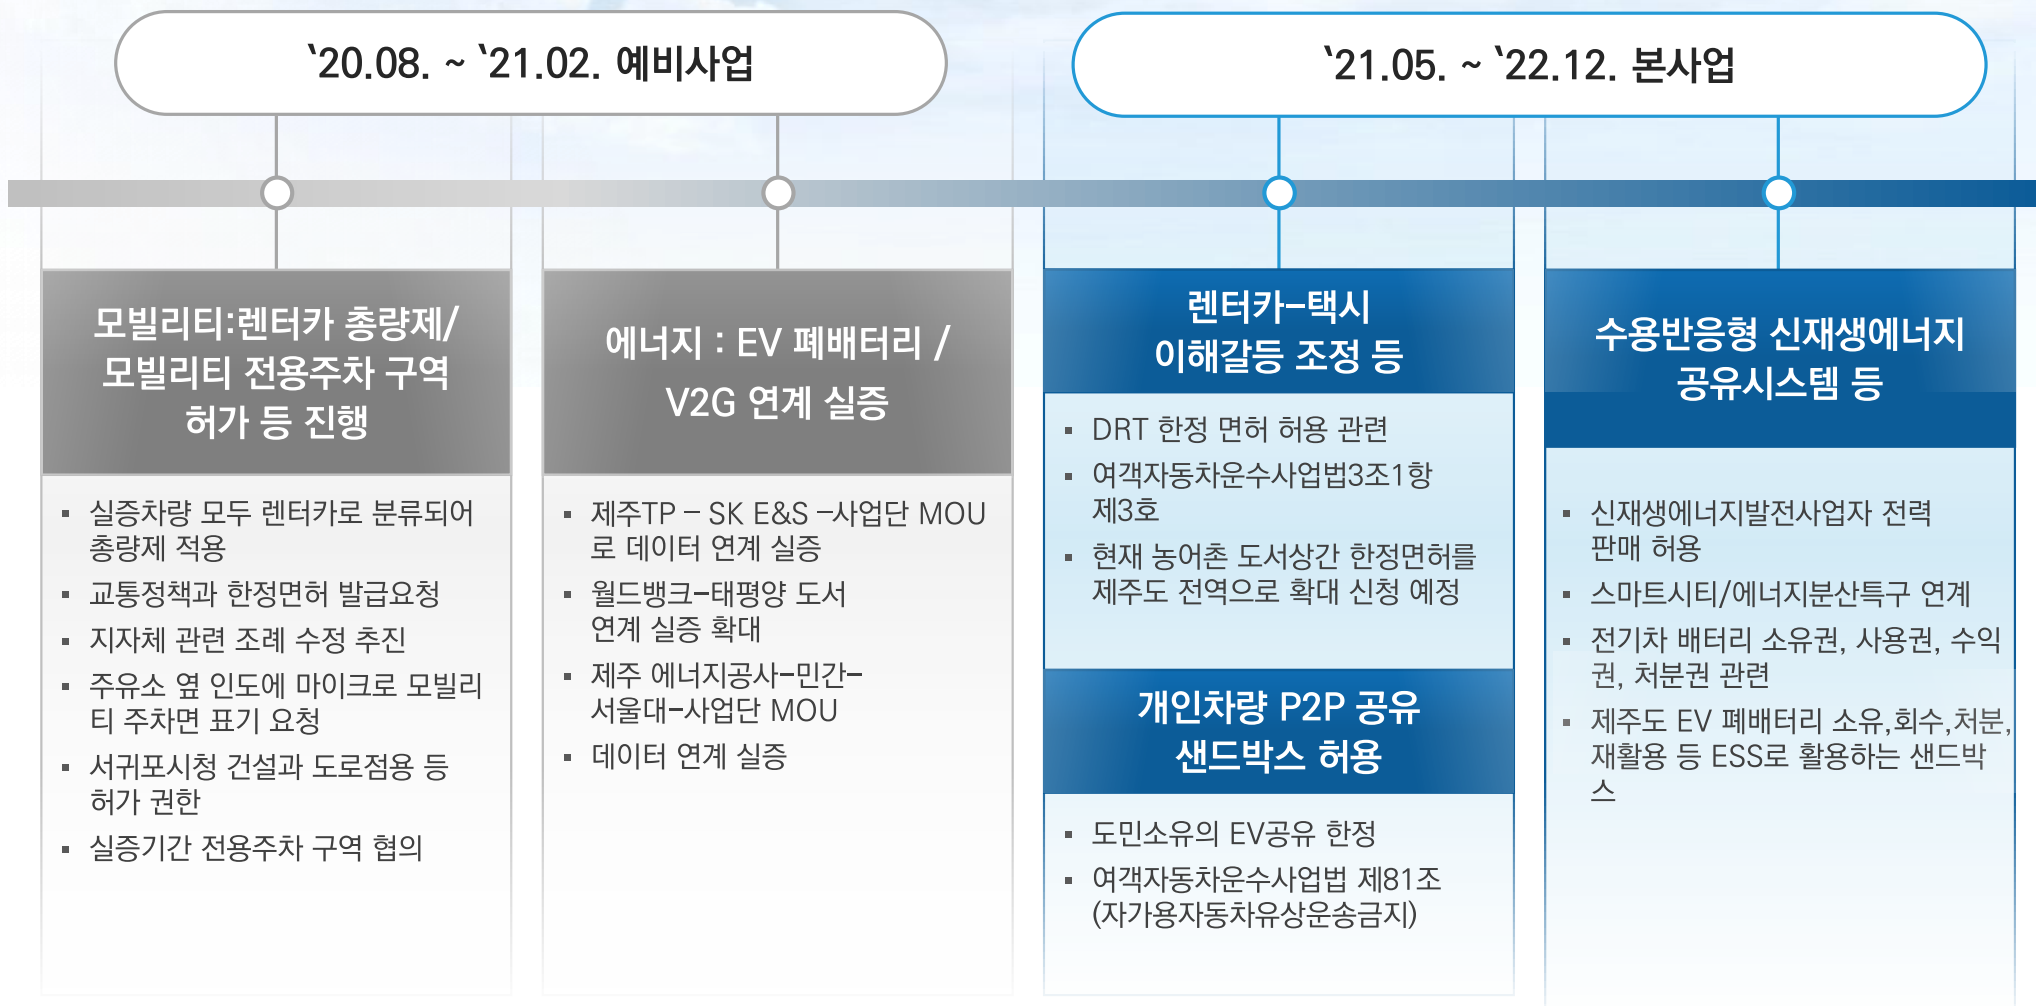 `20.08. ~ `21.02. 예비사업
`21.05. ~ `22.12. 본사업
모빌리티:렌터카 총량제/
모빌리티 전용주차 구역
허가 등 진행
▪ 실증차량 모두 렌터카로 분류되어
총량제 적용
▪ 교통정책과 한정면허 발급요청
▪ 지자체 관련 조례 수정 추진
▪ 주유소 옆 인도에 마이크로 모빌리
티 주차면 표기 요청
▪ 서귀포시청 건설과 도로점용 등
허가 권한
▪ 실증기간 전용주차 구역 협의
에너지 : EV 폐배터리 /
V2G 연계 실증
▪ 제주TP – SK E&S –사업단 MOU
로 데이터 연계 실증
▪ 월드뱅크-태평양 도서
연계 실증 확대
▪ 제주 에너지공사-민간-
서울대-사업단 MOU
▪ 데이터 연계 실증
렌터카-택시
이해갈등 조정 등
▪ DRT 한정 면허 허용 관련
▪ 여객자동차운수사업법3조1항
제3호
▪ 현재 농어촌 도서상간 한정면허를
제주도 전역으로 확대 신청 예정
개인차량 P2P 공유
샌드박스 허용
▪ 도민소유의 EV공유 한정
▪ 여객자동차운수사업법 제81조
(자가용자동차유상운송금지)
수용반응형 신재생에너지
공유시스템 등
▪ 신재생에너지발전사업자 전력
판매 허용
▪ 스마트시티/에너지분산특구 연계
▪ 전기차 배터리 소유권, 사용권, 수익
권, 처분권 관련
▪ 제주도 EV 폐배터리 소유,회수,처분,
재활용 등 ESS로 활용하는 샌드박
스